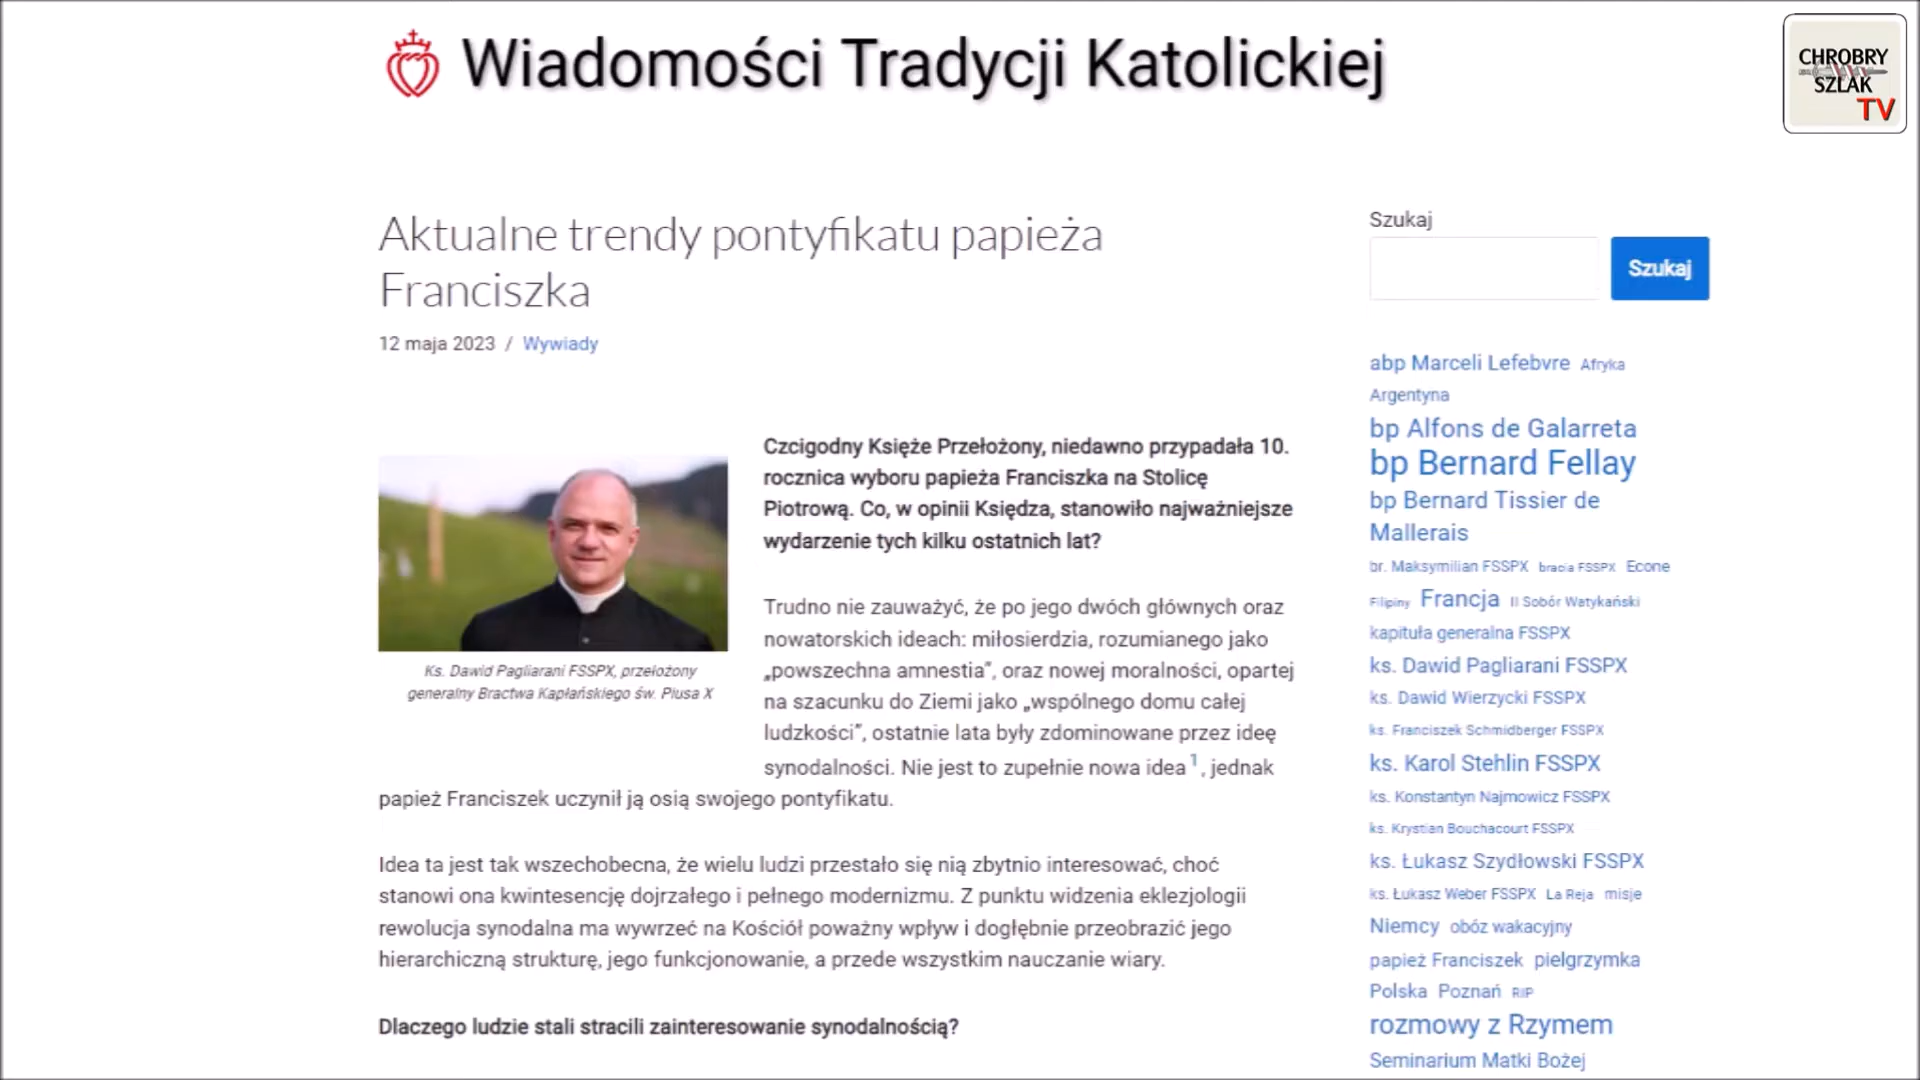 Wiadomości Tradycji Katolickiej
CHROBRY
SZLAK
TV
Aktualne trendy pontyfikatu papieża
Franciszka
12 maja 2023 / Wywiady
Czcigodny Księże Przełożony, niedawno przypadała 10.
rocznica wyboru papieża Franciszka na Stolicę
Piotrową. Co, w opinii Księdza, stanowiło najważniejsze
wydarzenie tych kilku ostatnich lat?
Ks. Dawid Pagliarani FSSPX, przełożony
generalny Bractwa Kapłańskiego św. Piusa X
Trudno nie zauważyć, że po jego dwóch głównych oraz
nowatorskich ideach: miłosierdzia, rozumianego jako
„powszechna amnestia”, oraz nowej moralności, opartej
na szacunku do Ziemi jako „wspólnego domu całej
ludzkości”, ostatnie lata były zdominowane przez ideę
synodalności. Nie jest to zupełnie nowa idea 1, jednak
papież Franciszek uczynił ją osią swojego pontyfikatu.
Idea ta jest tak wszechobecna, że wielu ludzi przestało się nią zbytnio interesować, choć
stanowi ona kwintesencję dojrzałego i pełnego modernizmu. Z punktu widzenia eklezjologii
rewolucja synodalna ma wywrzeć na Kościół poważny wpływ i dogłębnie przeobrazić jego
hierarchiczną strukturę, jego funkcjonowanie, a przede wszystkim nauczanie wiary.
Dlaczego ludzie stali stracili zainteresowanie synodalnością?
Szukaj
Szukaj
abp Marceli Lefebvre Afryka
Argentyna
bp Alfons de Galarreta
bp Bernard Fellay
bp Bernard Tissier de
Mallerais
br. Maksymilian FSSPX bracia FSSPX Econe
Filipiny Francja II Sobór Watykański
kapituła generalna FSSPX
ks. Dawid Pagliarani FSSPX
ks. Dawid Wierzycki FSSPX
ks. Franciszek Schmidberger FSSPX
ks. Karol Stehlin FSSPX
ks. Konstantyn Najmowicz FSSPX
ks. Krystian Bouchacourt FSSPX
ks. Łukasz Szydłowski FSSPX
ks. Łukasz Weber FSSPX La Reja misje
Niemcy obóz wakacyjny
papież Franciszek pielgrzymka
Polska Poznań RIP
rozmowy z Rzymem
Seminarium Matki Bożej